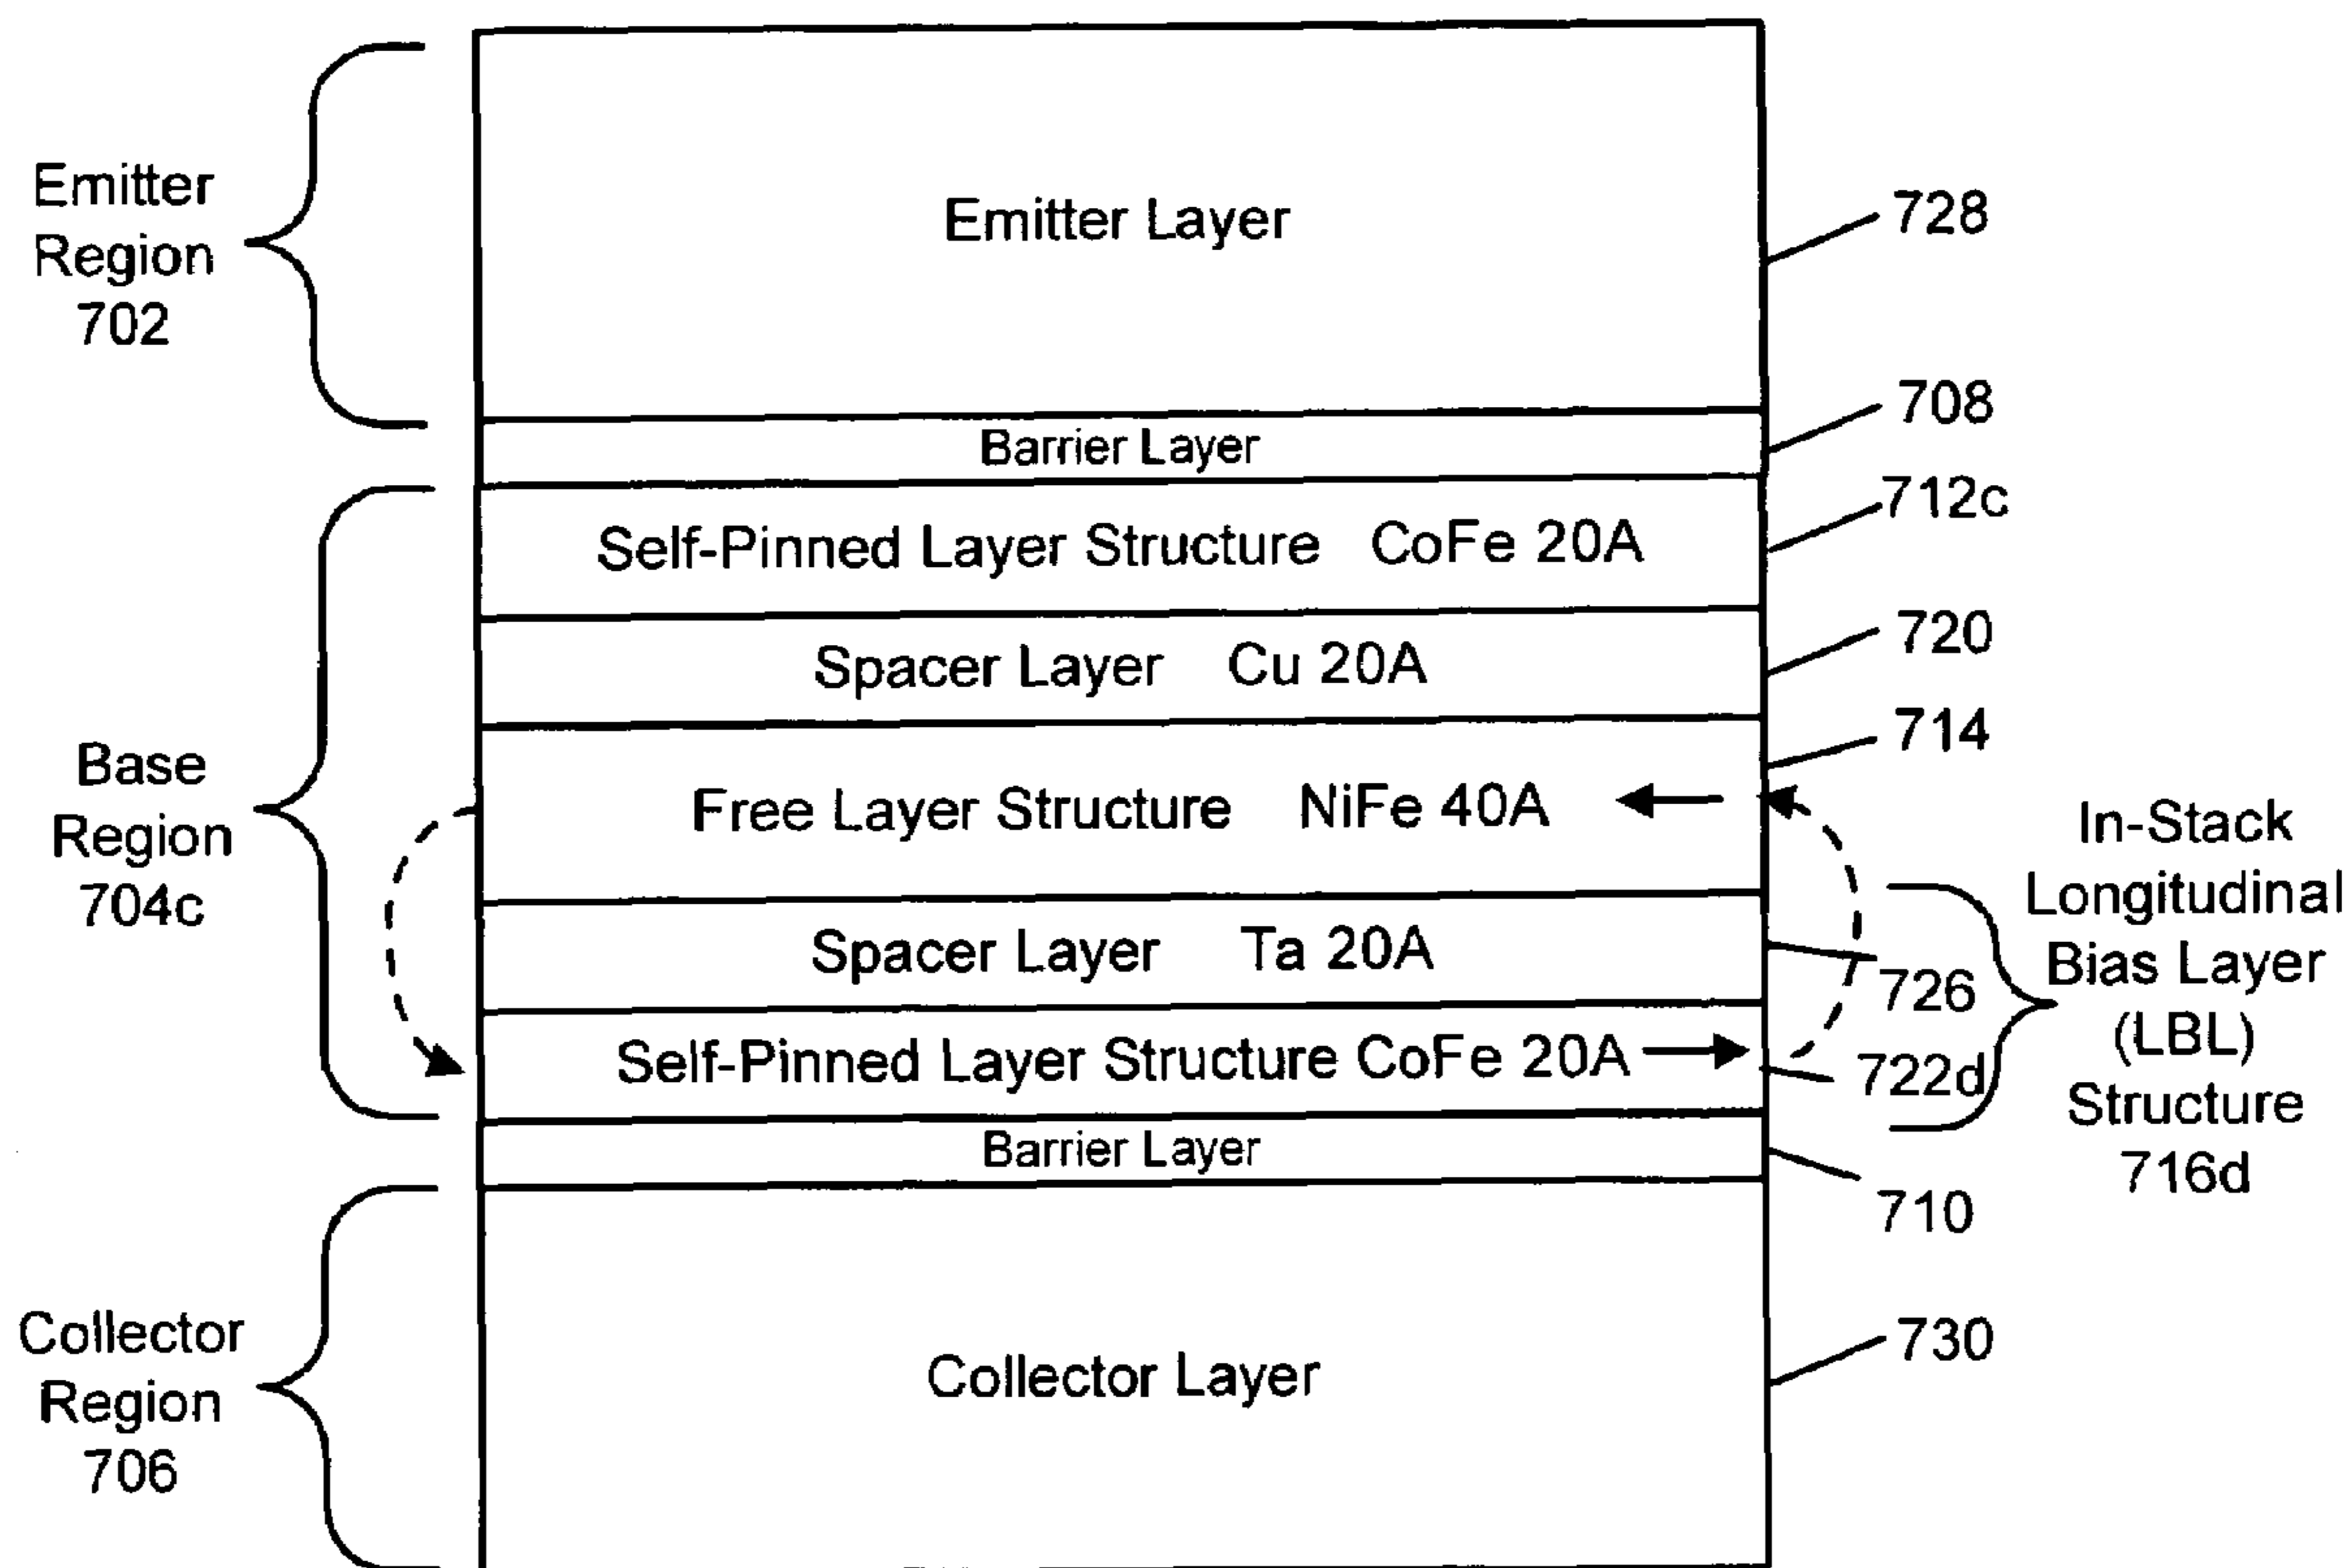 Emitter
Region
702
Emitter Layer
728
Barrier Layer
708
Self-Pinned Layer Structure CoFe 20A
712c
Spacer Layer Cu 20A
720
Base
Region
704c
Free Layer Structure NiFe 40A
714
Spacer Layer Ta 20A
726
Self-Pinned Layer Structure CoFe 20A
722d
In-Stack
Longitudinal
Bias Layer
(LBL)
Structure
716d
Barrier Layer
710
Collector
Region
706
Collector Layer
730